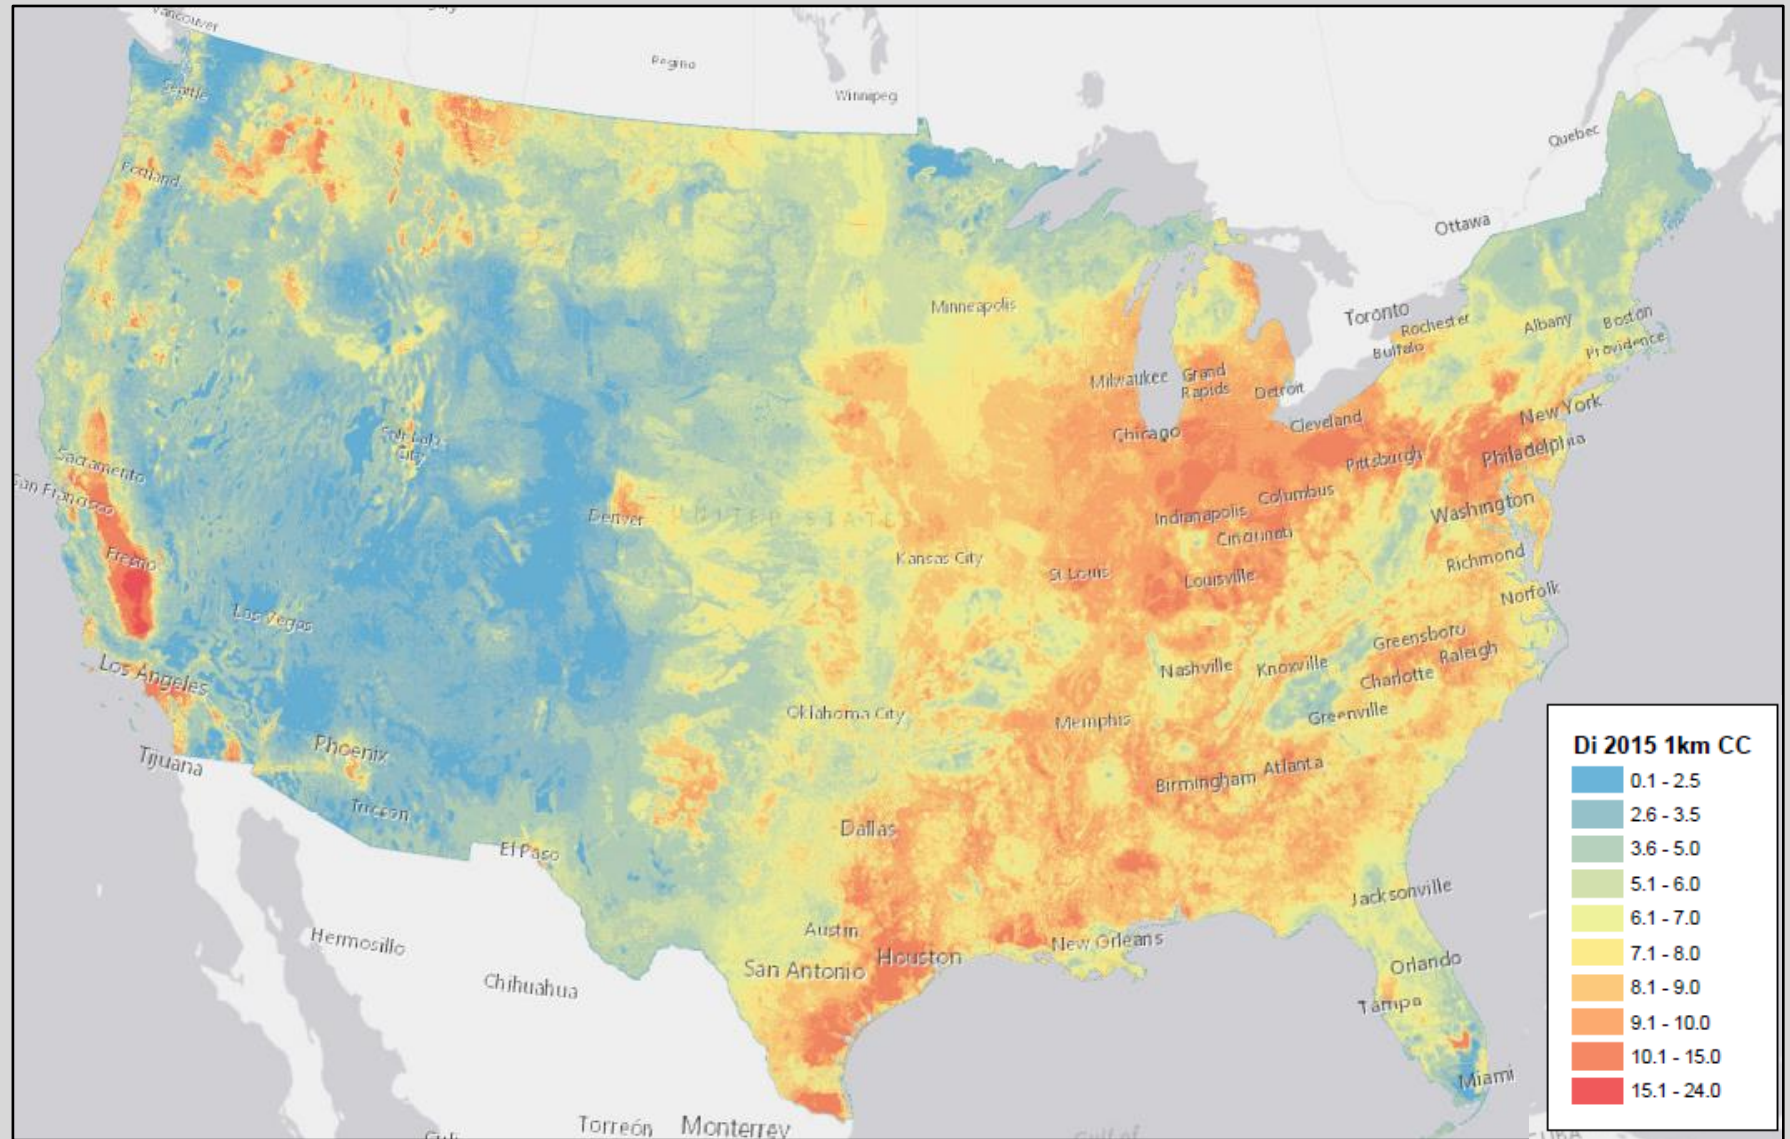 Vancouver
Regina
Winnipeg
Seattle
Quebec
Portland
Ottawa
Minneapolis
Toronto
Rochester
Albany
Boston
Buffalo
Providence
Milwaukee
Grand
Rapids
Detroit
New York
Cleveland
Chicago
Salt Lake
City
Pittsburgh
Philadelphia
Sacramento
San Francisco
Columbus
Washington
Denver
UNITED STATES
Indianapolis
Cincinnati
Fresno
Kansas City
St Louis
Louisville
Richmond
Norfolk
Las Vegas
Greensboro
Raleigh
Nashville
Knoxville
Charlotte
Los Angeles
Oklahoma City
Memphis
Greenville
Phoenix
Tijuana
Birmingham
Atlanta
Tucson
Dallas
El Paso
Jacksonville
Hermosillo
Austin
New Orleans
Houston
San Antonio
Orlando
Chihuahua
Tampa
Miami
Torreón
Monterrey
Gulf of
CUBA
Di 2015 1km CC
0.1 - 2.5
2.6 - 3.5
3.6 - 5.0
5.1 - 6.0
6.1 - 7.0
7.1 - 8.0
8.1 - 9.0
9.1 - 10.0
10.1 - 15.0
15.1 - 24.0